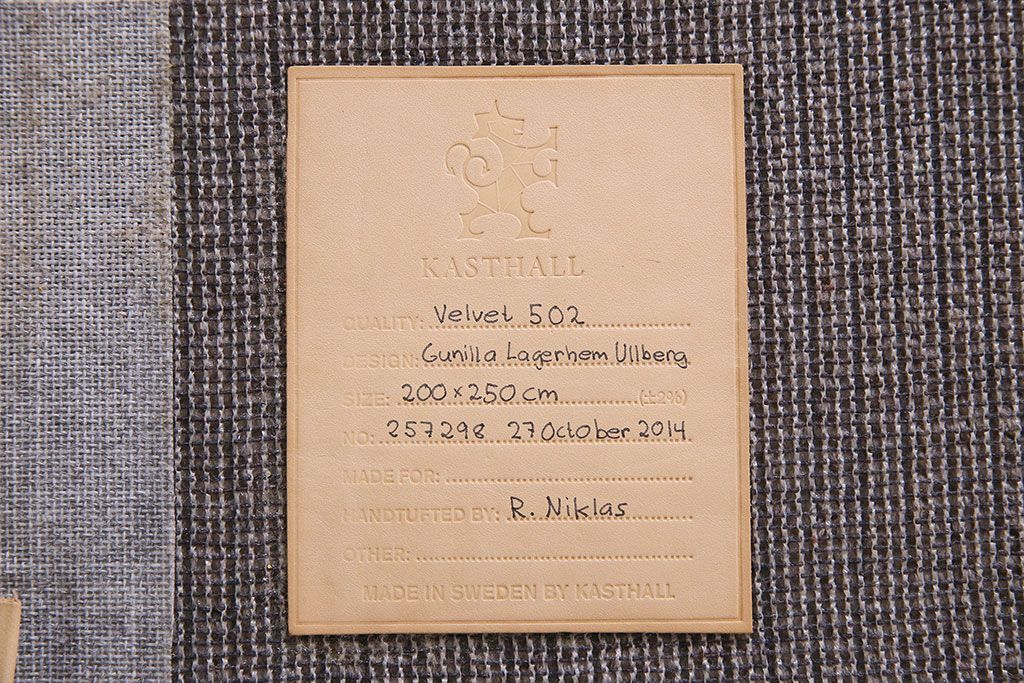 KASTHALL
QUALITY: Velvet 502
DESIGN: Gunilla Lagerhem Ullberg
SIZE: 200 x 250 cm (±2%)
NO: 257298 27 October 2014
MADE FOR:
HANDTUFTED BY: R. Niklas
OTHER:
MADE IN SWEDEN BY KASTHALL